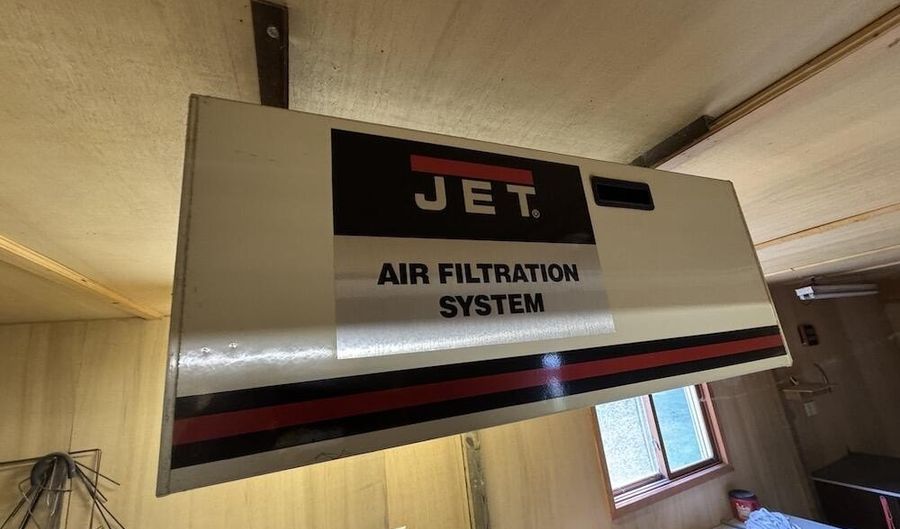 JET®
AIR FILTRATION
SYSTEM